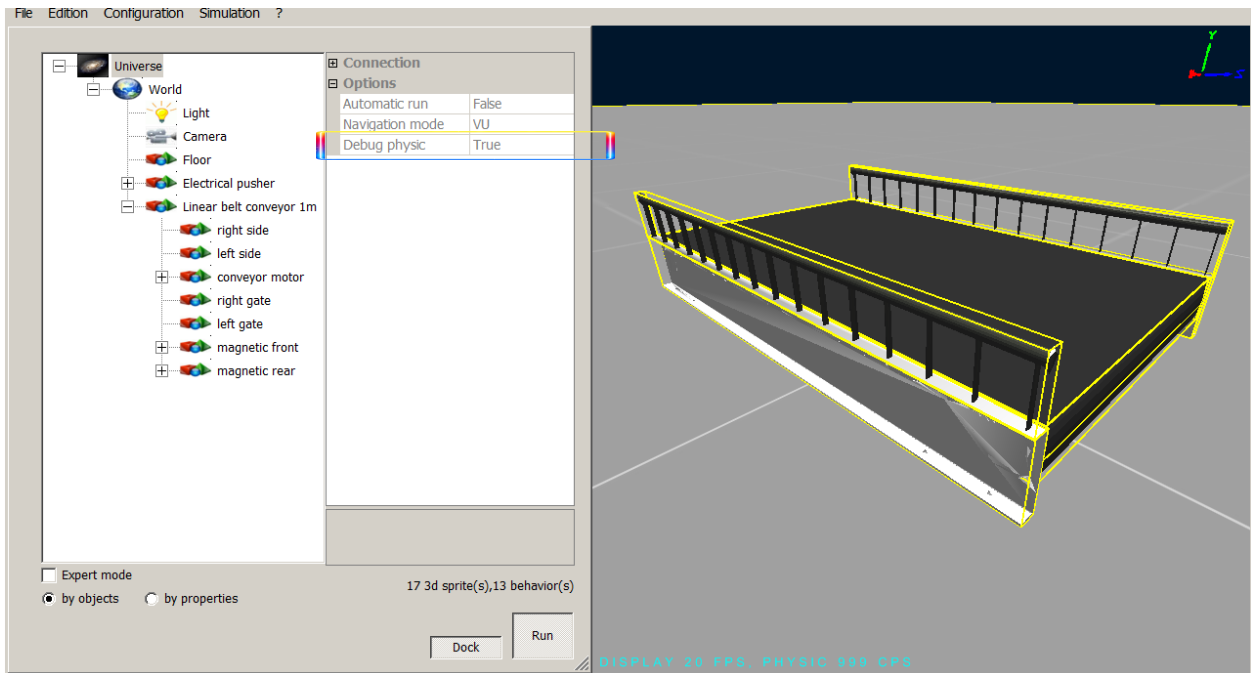 File Edition Configuration Simulation ?
Universe
World
Light
Camera
Floor
Electrical pusher
Linear belt conveyor 1m
right side
left side
conveyor motor
right gate
left gate
magnetic front
magnetic rear
Connection
Options
Automatic run False
Navigation mode VU
Debug physic True
Expert mode
by objects by properties
17 3d sprite(s),13 behavior(s)
Dock
Run
Y
DISPLAY 20 FPS, PHYSIC 999 CPS